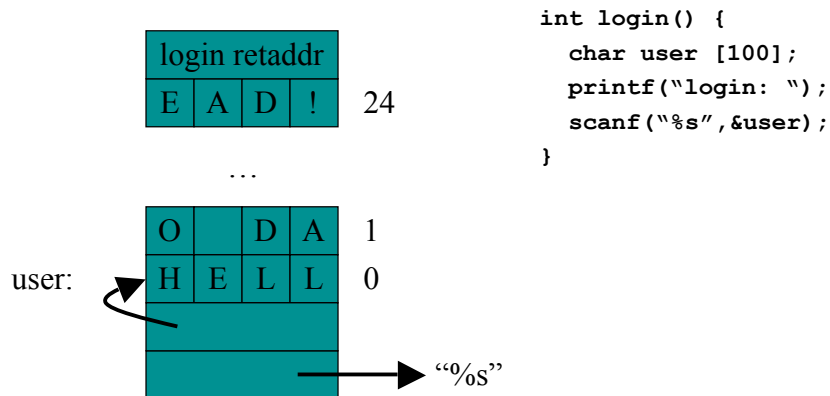 login retaddr
E A D ! 24
…
O D A 1
user: H E L L 0
“%s”
int login() {
char user [100];
printf(“login: “);
scanf(“%s”,&user);
}